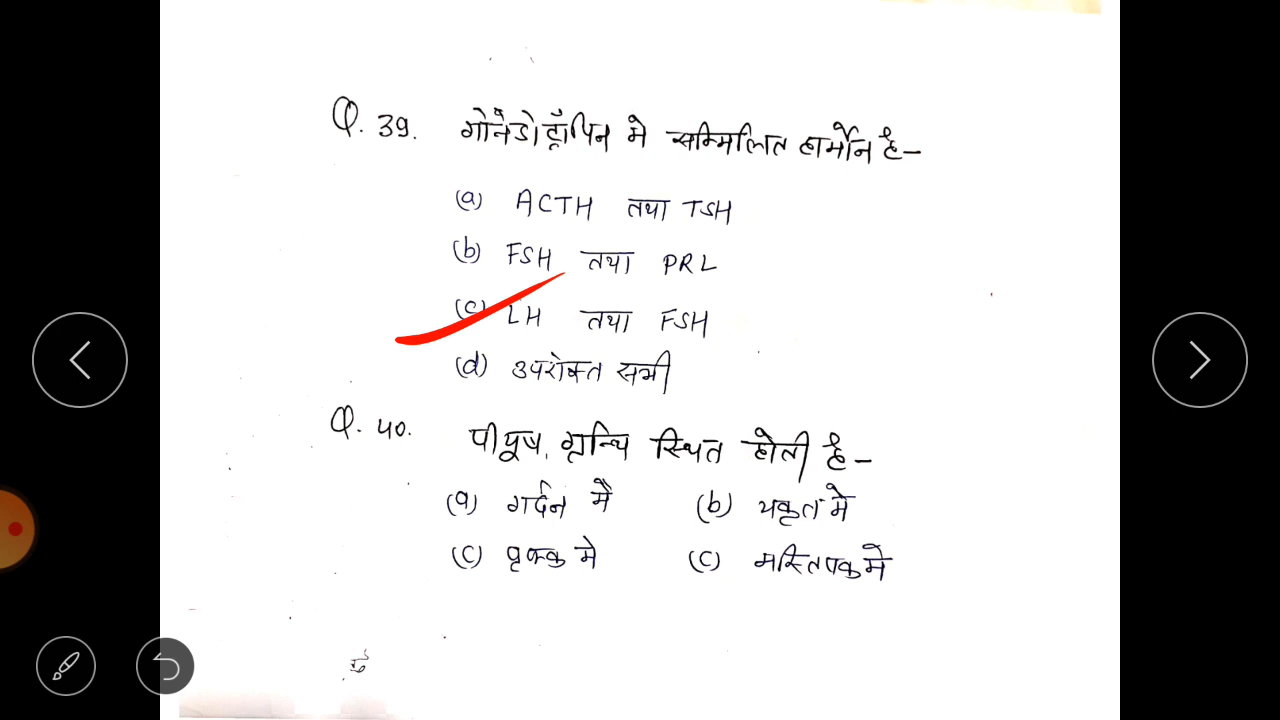 Q. 39. गोनैडोट्रॉपिन मे सम्मिलित हार्मोन है-
(a) ACTH तथा TSH
(b) FSH तथा PRL
(c) LH तथा FSH
(d) उपरोक्त सभी
Q. 40. पीयूष ग्रन्थि स्थित होती है-
(a) गर्दन में (b) यकृत मे
(c) वृक्क मे (c) मस्तिष्क मे